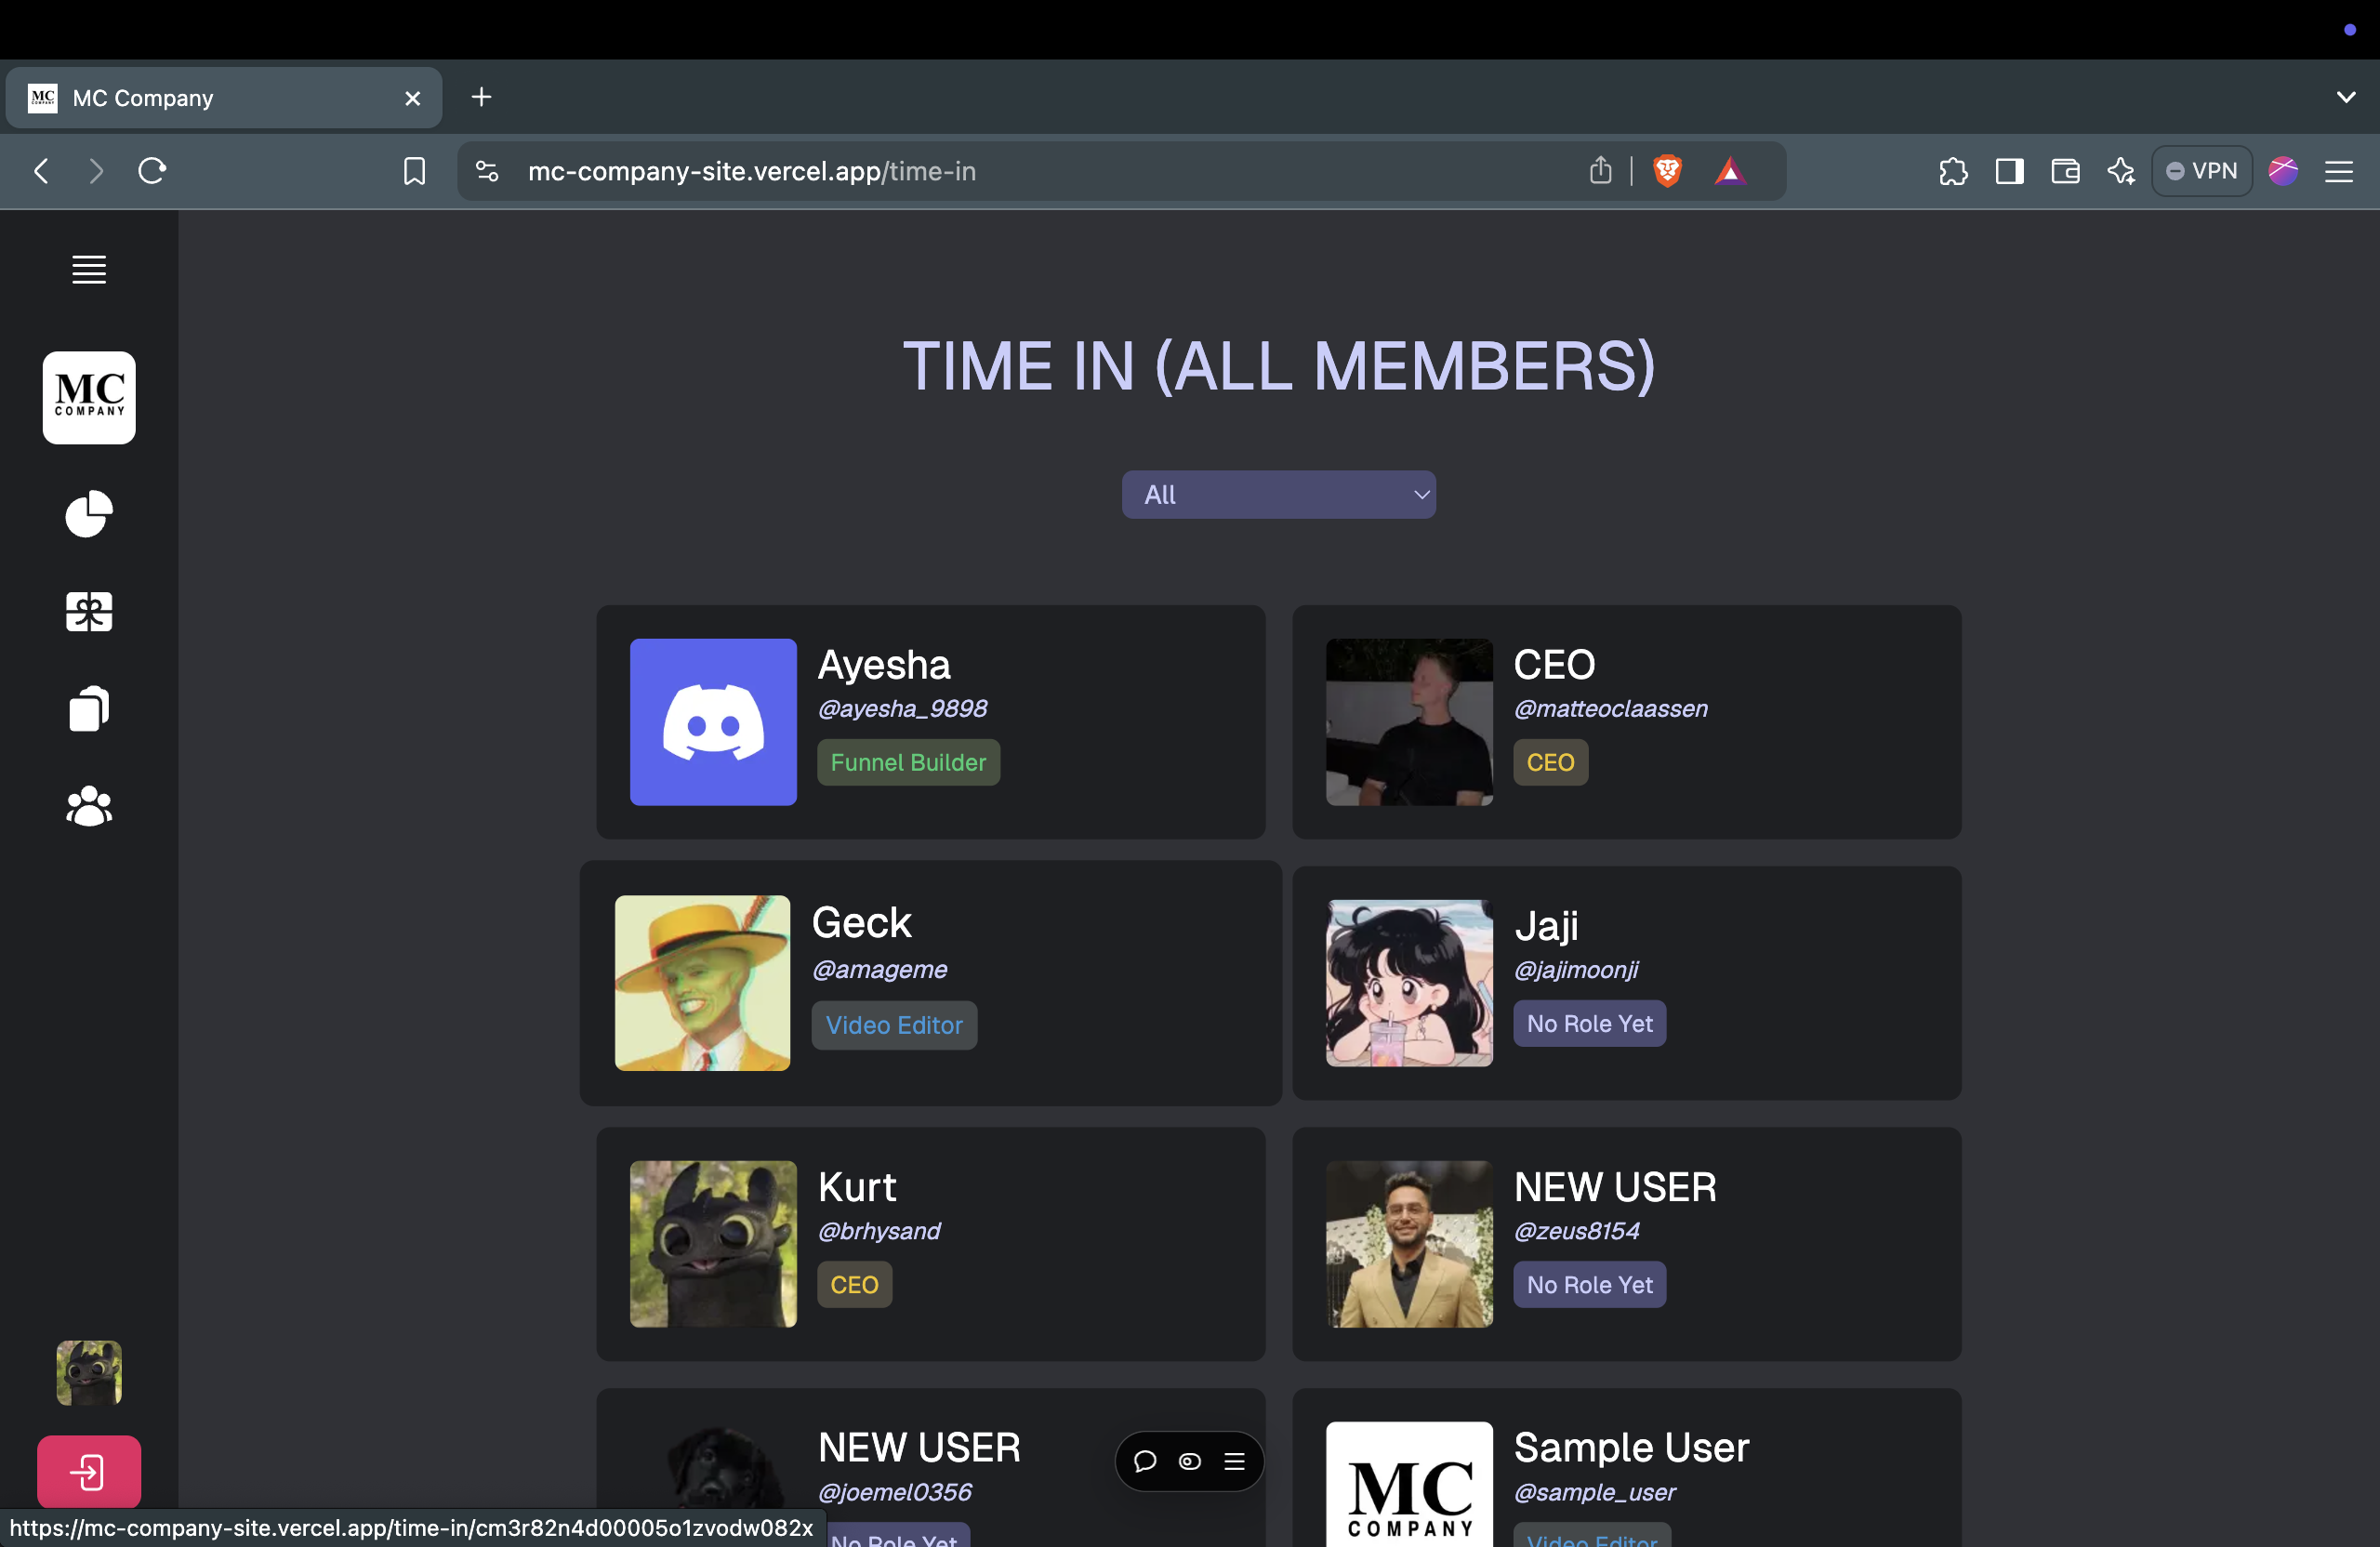 MC COMPANY
MC Company
mc-company-site.vercel.app/time-in
VPN
MC
COMPANY
TIME IN (ALL MEMBERS)
All
Ayesha
@ayesha_9898
Funnel Builder
CEO
@matteoclaassen
CEO
Geck
@amageme
Video Editor
Jaji
@jajimoonji
No Role Yet
Kurt
@brhysand
CEO
NEW USER
@zeus8154
No Role Yet
NEW USER
@joemel0356
No Role Yet
Sample User
@sample_user
Video Editor
MC
COMPANY
https://mc-company-site.vercel.app/time-in/cm3r82n4d00005o1zvodw082x